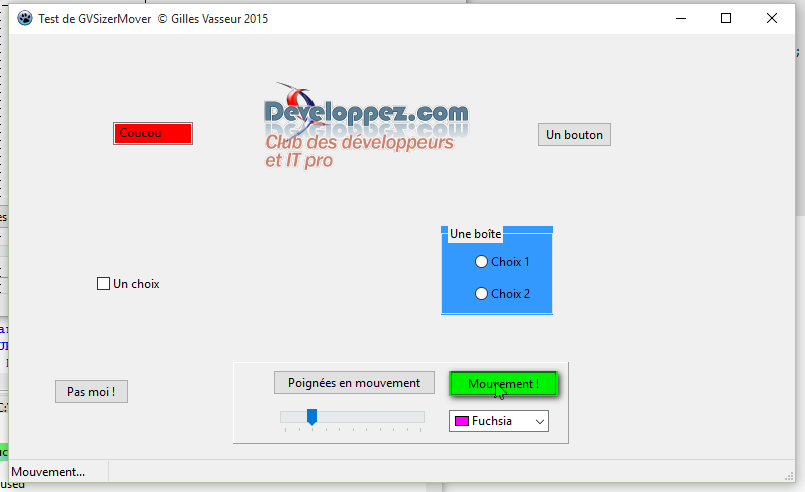 Test de GVSizerMover © Gilles Vasseur 2015
Developpez.com
Club des développeurs
et IT pro
Coucou
Un bouton
Une boîte
Choix 1
Un choix
Choix 2
Poignées en mouvement
Mouvement !
Pas moi !
Fuchsia
Mouvement...
used